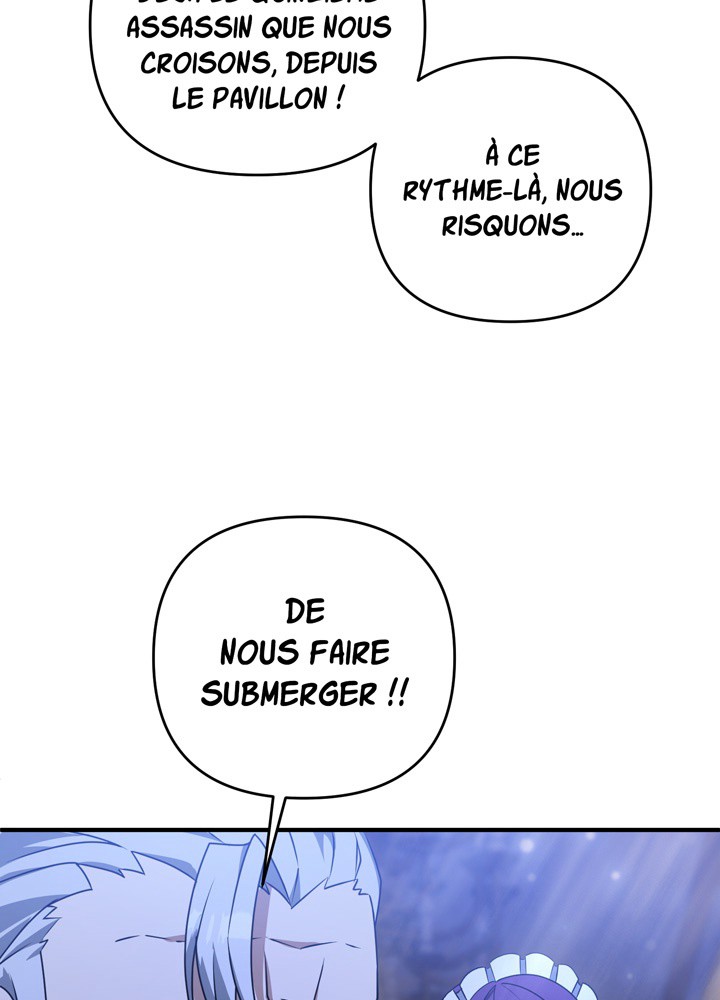 ASSASSIN QUE NOUS
CROISONS, DEPUIS
LE PAVILLON !
À CE
RYTHME-LÀ, NOUS
RISQUONS...
DE
NOUS FAIRE
SUBMERGER !!